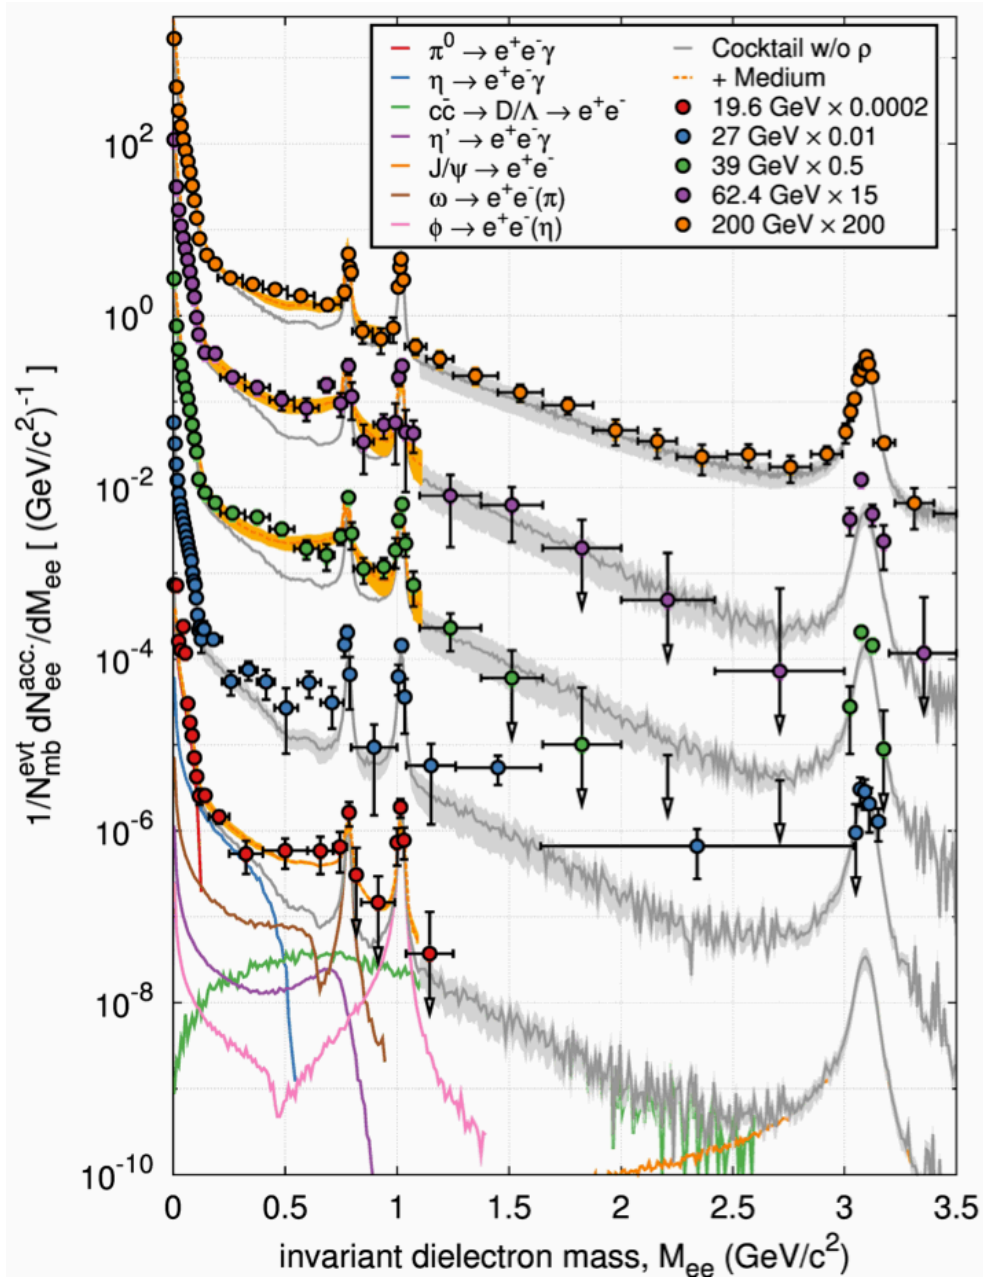 π⁰ → e⁺e⁻γ
η → e⁺e⁻γ
cc̄ → D/Λ → e⁺e⁻
η' → e⁺e⁻γ
J/ψ → e⁺e⁻
ω → e⁺e⁻(π)
ϕ → e⁺e⁻(η)
Cocktail w/o ρ
+ Medium
19.6 GeV × 0.0002
27 GeV × 0.01
39 GeV × 0.5
62.4 GeV × 15
200 GeV × 200
10²
10⁰
10⁻²
10⁻⁴
10⁻⁶
10⁻⁸
10⁻¹⁰
1/N_mb^evt dN_ee^acc./dM_ee [ (GeV/c²)⁻¹ ]
0 0.5 1 1.5 2 2.5 3 3.5
invariant dielectron mass, M_ee (GeV/c²)